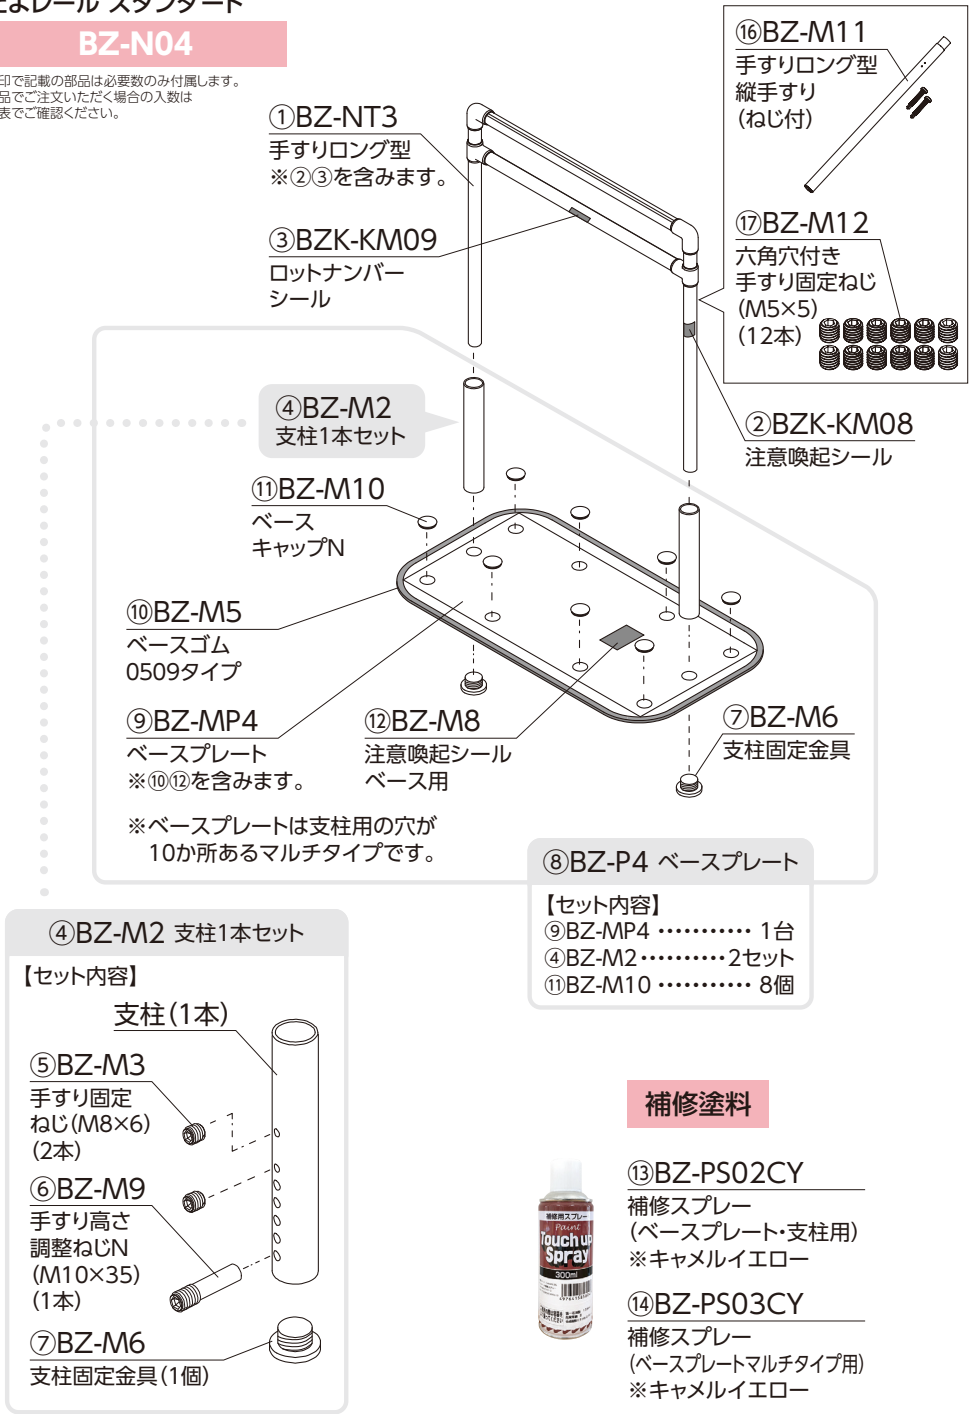 よレール スタンダード
BZ-N04
印で記載の部品は必要数のみ付属します。
品でご注文いただく場合の入数は
表でご確認ください。
①BZ-NT3
手すりロング型
※②③を含みます。
③BZK-KM09
ロットナンバー
シール
⑯BZ-M11
手すりロング型
縦手すり
(ねじ付)
⑰BZ-M12
六角穴付き
手すり固定ねじ
(M5×5)
(12本)
④BZ-M2
支柱1本セット
②BZK-KM08
注意喚起シール
⑪BZ-M10
ベース
キャップN
⑩BZ-M5
ベースゴム
0509タイプ
⑨BZ-MP4
ベースプレート
※⑩⑫を含みます。
⑫BZ-M8
注意喚起シール
ベース用
⑦BZ-M6
支柱固定金具
※ベースプレートは支柱用の穴が
10か所あるマルチタイプです。
⑧BZ-P4 ベースプレート
【セット内容】
⑨BZ-MP4 ・・・・・・・・・・・ 1台
④BZ-M2・・・・・・・・・・2セット
⑪BZ-M10 ・・・・・・・・・・・ 8個
④BZ-M2 支柱1本セット
【セット内容】
支柱(1本)
⑤BZ-M3
手すり固定
ねじ(M8×6)
(2本)
⑥BZ-M9
手すり高さ
調整ねじN
(M10×35)
(1本)
⑦BZ-M6
支柱固定金具(1個)
補修塗料
補修用スプレー
Paint
Touch up
Spray
300ml
⑬BZ-PS02CY
補修スプレー
(ベースプレート・支柱用)
※キャメルイエロー
⑭BZ-PS03CY
補修スプレー
(ベースプレートマルチタイプ用)
※キャメルイエロー